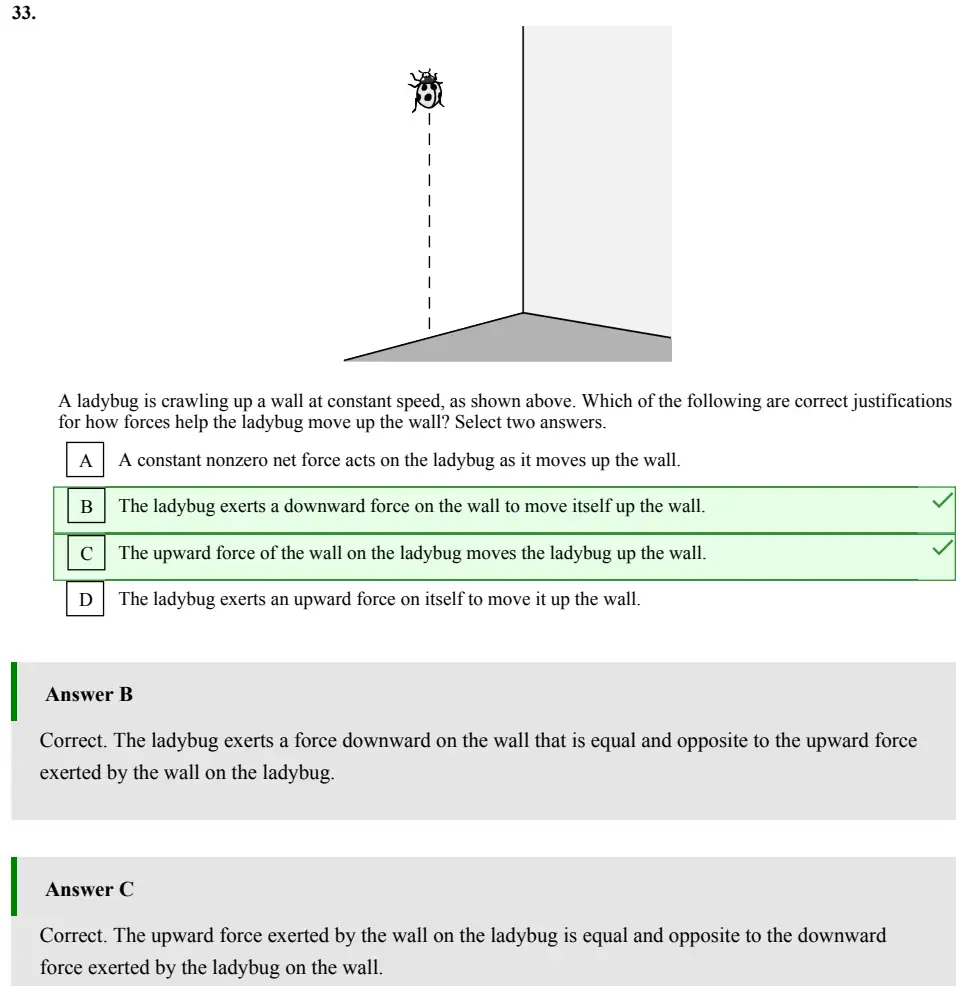 33.
A ladybug is crawling up a wall at constant speed, as shown above. Which of the following are correct justifications
for how forces help the ladybug move up the wall? Select two answers.
A A constant nonzero net force acts on the ladybug as it moves up the wall.
B The ladybug exerts a downward force on the wall to move itself up the wall.
C The upward force of the wall on the ladybug moves the ladybug up the wall.
D The ladybug exerts an upward force on itself to move it up the wall.
Answer B
Correct. The ladybug exerts a force downward on the wall that is equal and opposite to the upward force
exerted by the wall on the ladybug.
Answer C
Correct. The upward force exerted by the wall on the ladybug is equal and opposite to the downward
force exerted by the ladybug on the wall.